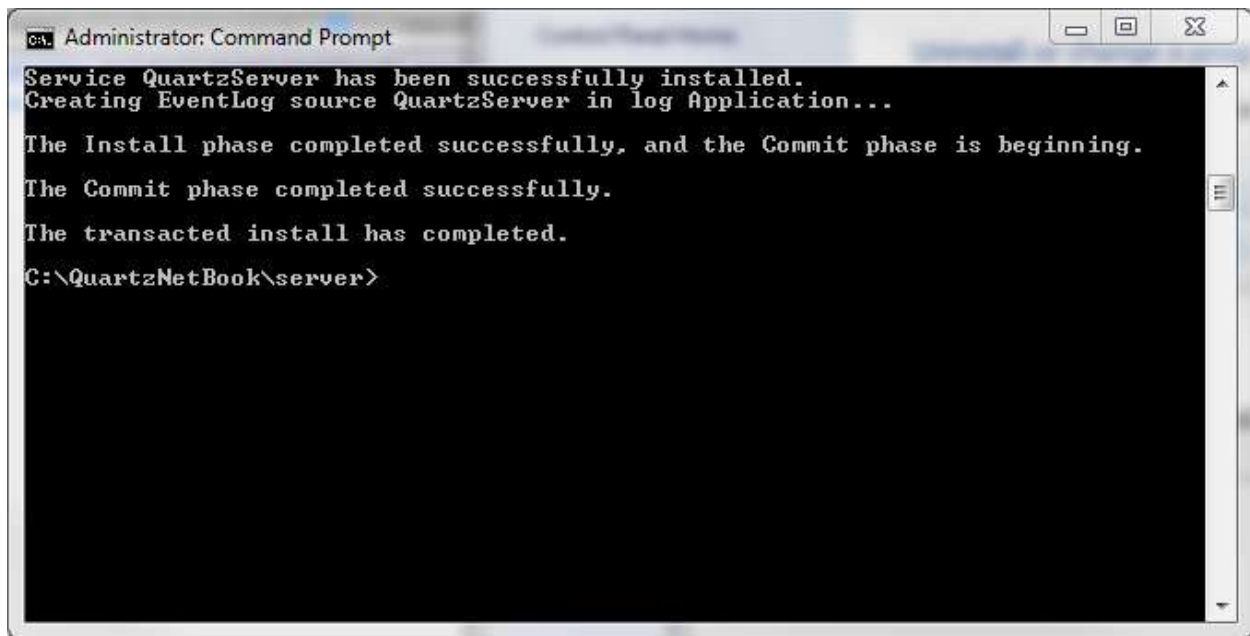 Administrator: Command Prompt
Service QuartzServer has been successfully installed.
Creating EventLog source QuartzServer in log Application...
The Install phase completed successfully, and the Commit phase is beginning.
The Commit phase completed successfully.
The transacted install has completed.
C:\QuartzNetBook\server>